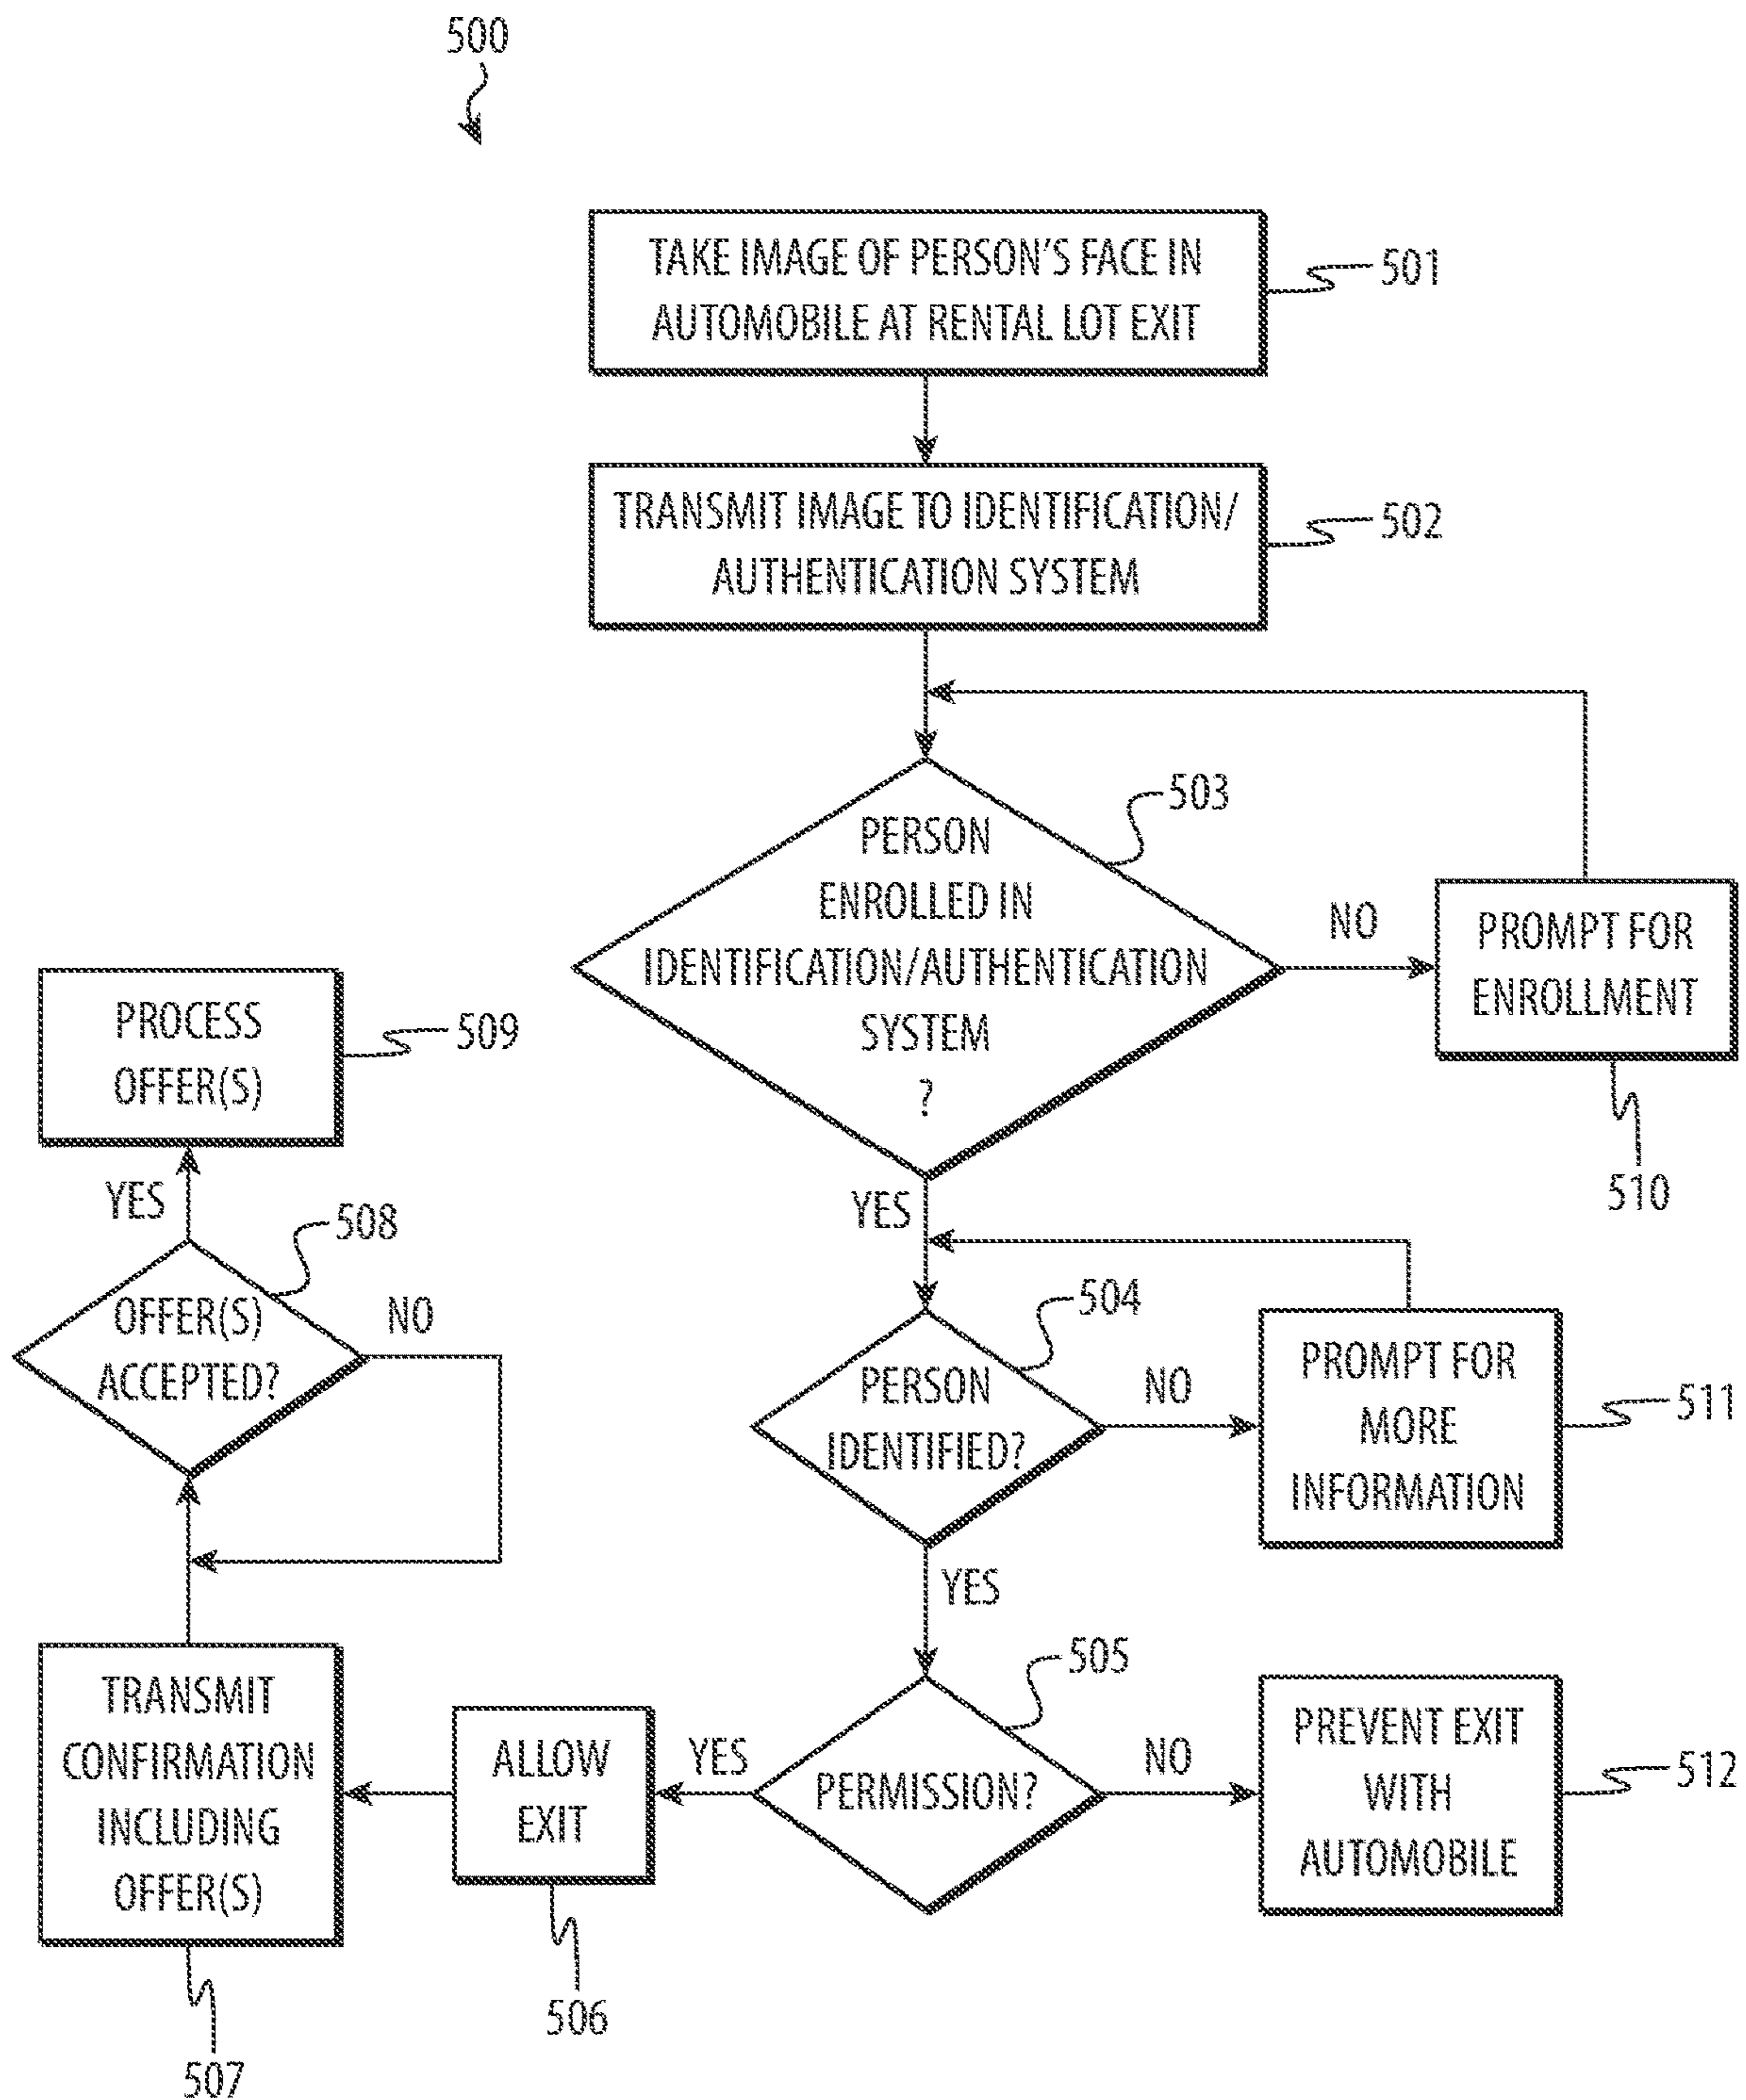 500
TAKE IMAGE OF PERSON'S FACE IN
AUTOMOBILE AT RENTAL LOT EXIT
501
TRANSMIT IMAGE TO IDENTIFICATION/
AUTHENTICATION SYSTEM
502
503
PERSON
ENROLLED IN
IDENTIFICATION/AUTHENTICATION
SYSTEM
?
NO
PROMPT FOR
ENROLLMENT
510
YES
504
PERSON
IDENTIFIED?
NO
PROMPT FOR
MORE
INFORMATION
511
YES
505
PERMISSION?
NO
PREVENT EXIT
WITH
AUTOMOBILE
512
YES
ALLOW
EXIT
506
TRANSMIT
CONFIRMATION
INCLUDING
OFFER(S)
507
508
OFFER(S)
ACCEPTED?
NO
YES
PROCESS
OFFER(S)
509